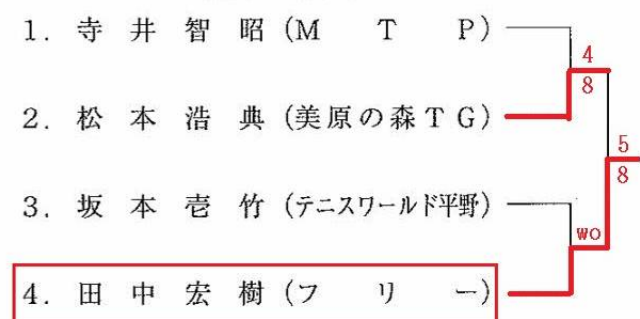 1. 寺井智昭(MTP)
4
8
2. 松本浩典(美原の森TG)
5
8
3. 坂本壱竹(テニスワールド平野)
wo
4. 田中宏樹(フリー)